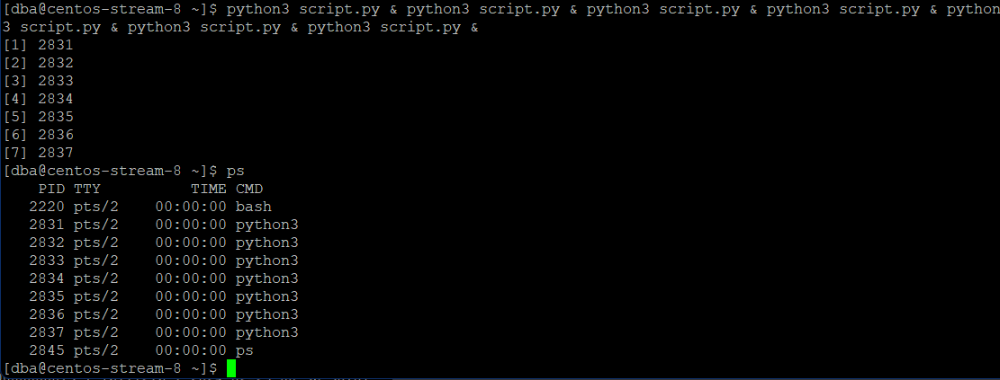 [dba@centos-stream-8 ~]$ python3 script.py & python3 script.py & python3 script.py & python3 script.py & python
3 script.py & python3 script.py & python3 script.py &
[1] 2831
[2] 2832
[3] 2833
[4] 2834
[5] 2835
[6] 2836
[7] 2837
[dba@centos-stream-8 ~]$ ps
    PID TTY          TIME CMD
   2220 pts/2    00:00:00 bash
   2831 pts/2    00:00:00 python3
   2832 pts/2    00:00:00 python3
   2833 pts/2    00:00:00 python3
   2834 pts/2    00:00:00 python3
   2835 pts/2    00:00:00 python3
   2836 pts/2    00:00:00 python3
   2837 pts/2    00:00:00 python3
   2845 pts/2    00:00:00 ps
[dba@centos-stream-8 ~]$